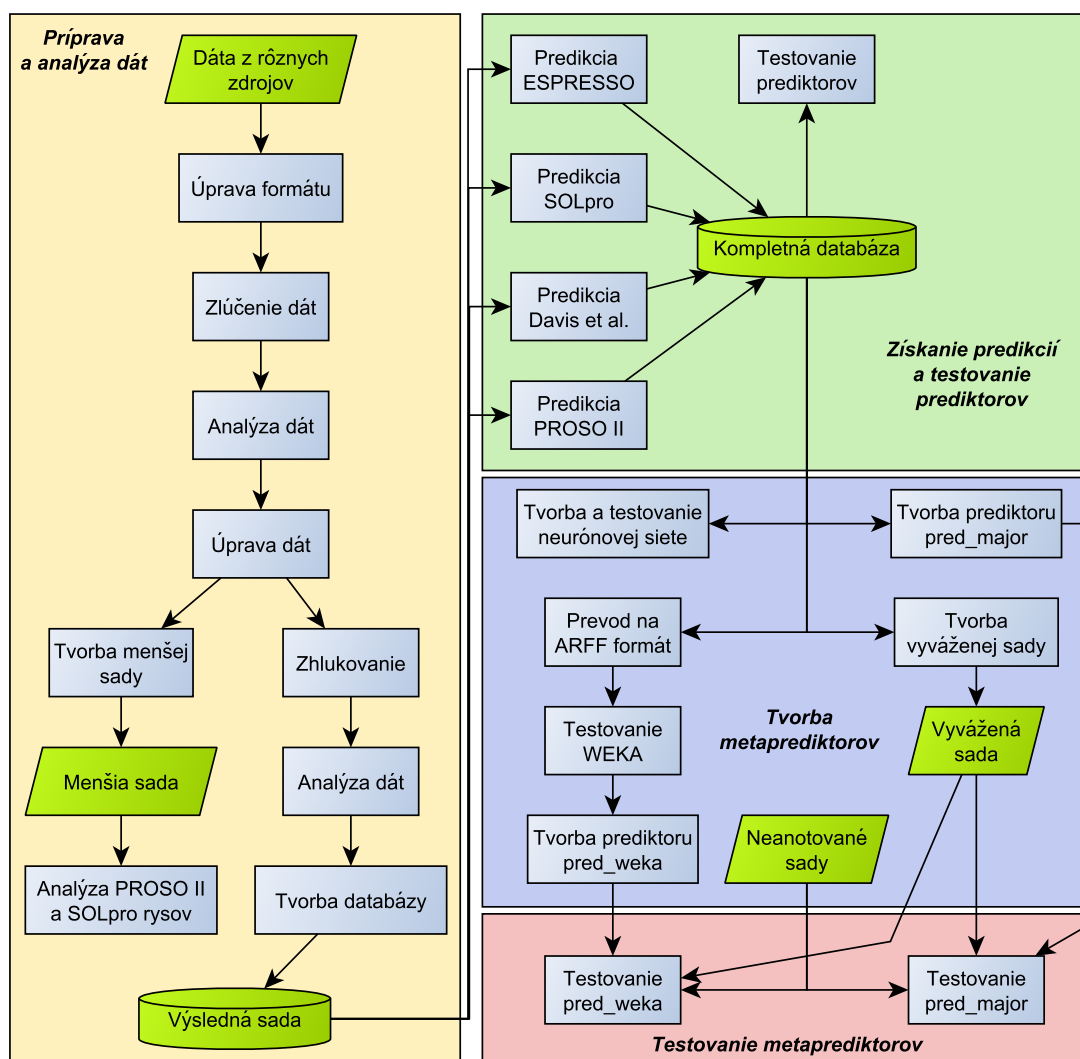 Príprava
a analýza dát
Dáta z rôznych
zdrojov
Úprava formátu
Zlúčenie dát
Analýza dát
Úprava dát
Tvorba menšej
sady
Zhlukovanie
Menšia sada
Analýza dát
Analýza PROSO II
a SOLpro rysov
Tvorba databázy
Výsledná sada
Predikcia
ESPRESSO
Testovanie
prediktorov
Predikcia
SOLpro
Kompletná databáza
Predikcia
Davis et al.
Predikcia
PROSO II
Získanie predikcií
a testovanie
prediktorov
Tvorba a testovanie
neurónovej siete
Tvorba prediktoru
pred_major
Prevod na
ARFF formát
Tvorba
vyváženej sady
Testovanie
WEKA
Tvorba
metaprediktorov
Vyvážená
sada
Tvorba prediktoru
pred_weka
Neanotované
sady
Testovanie
pred_weka
Testovanie
pred_major
Testovanie metaprediktorov